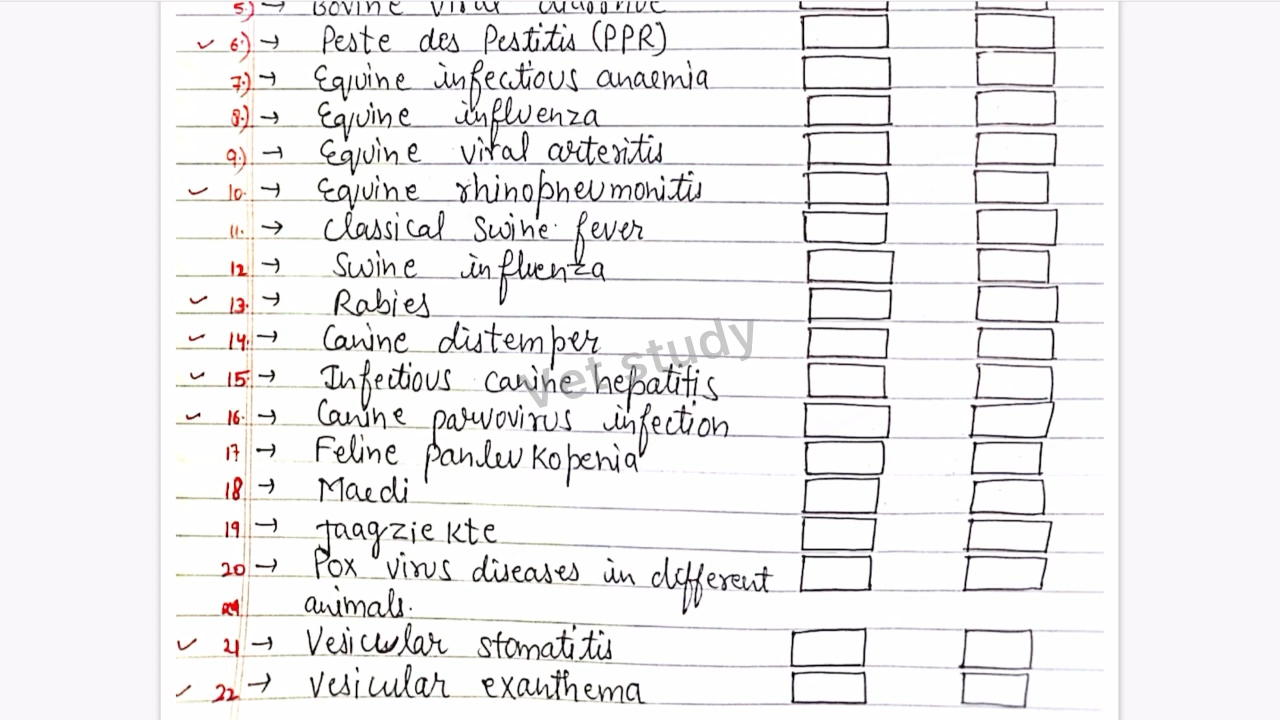 5.) → Bovine viral
✓ 6.) → Peste des Pestitis (PPR)
7.) → Equine infectious anaemia
8.) → Equine influenza
9.) → Equine viral arteritis
✓ 10. → Equine rhinopneumonitis
11. → Classical Swine fever
12 → Swine influenza
✓ 13. → Rabies
✓ 14. → Canine distemper
✓ 15. → Infectious canine hepatitis
✓ 16. → Canine parvovirus infection
17 → Feline panleukopenia
18 → Maedi
19 → Jaagziekte
20 → Pox virus diseases in different
animals.
✓ 21 → Vesicular stomatitis
✓ 22 → Vesicular exanthema
Vet study